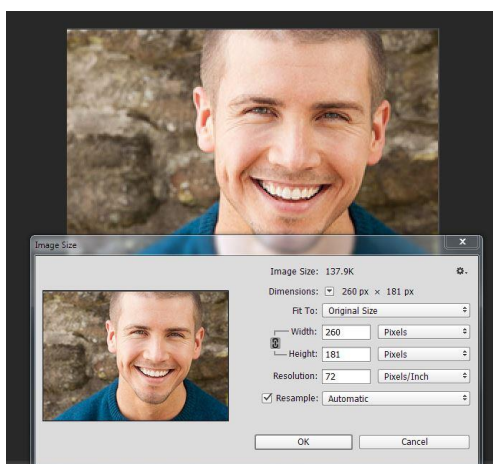 Image Size
x
Image Size: 137.9K
Dimensions: 260 px × 181 px
Fit To: Original Size
Width: 260 Pixels
Height: 181 Pixels
Resolution: 72 Pixels/Inch
Resample: Automatic
OK Cancel